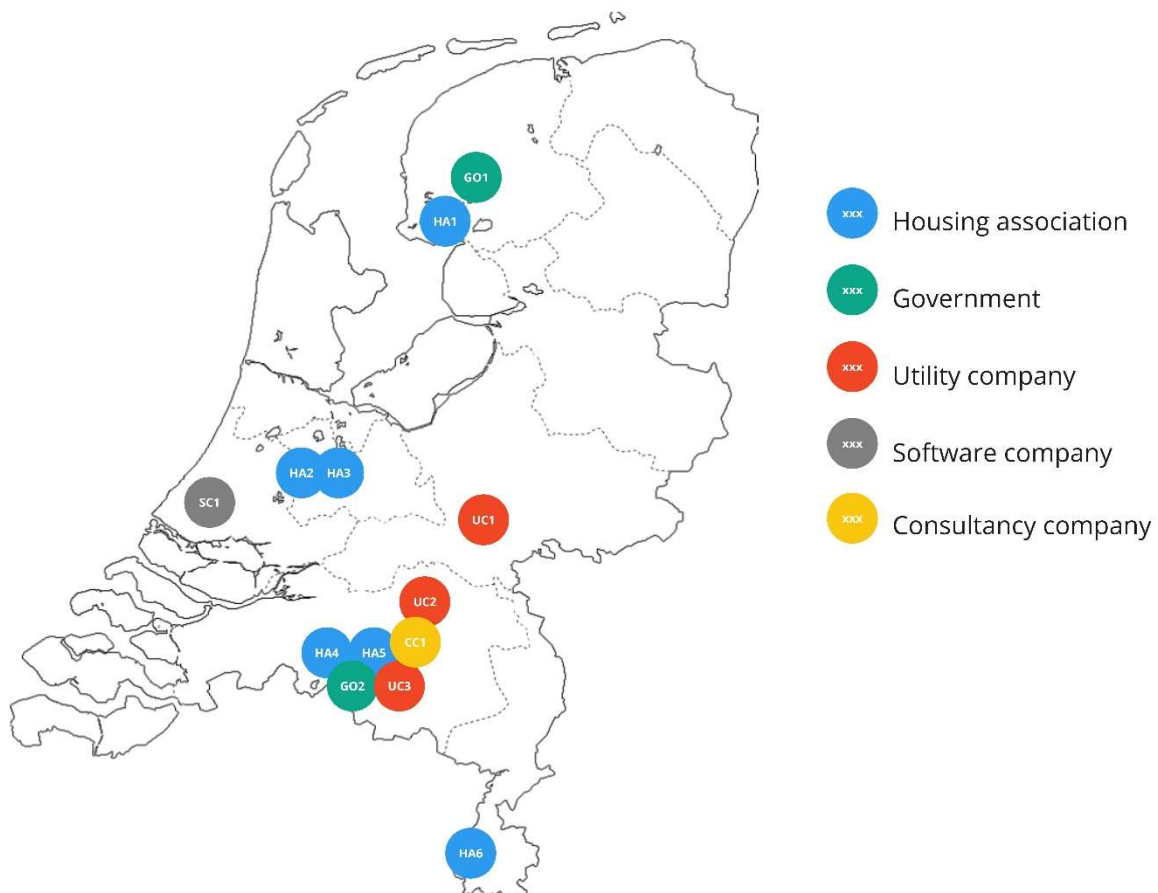 GO1
HA1
HA2 HA3
SC1
UC1
UC2
CC1
HA4 HA5
GO2 UC3
HA6
xxx Housing association
xxx Government
xxx Utility company
xxx Software company
xxx Consultancy company